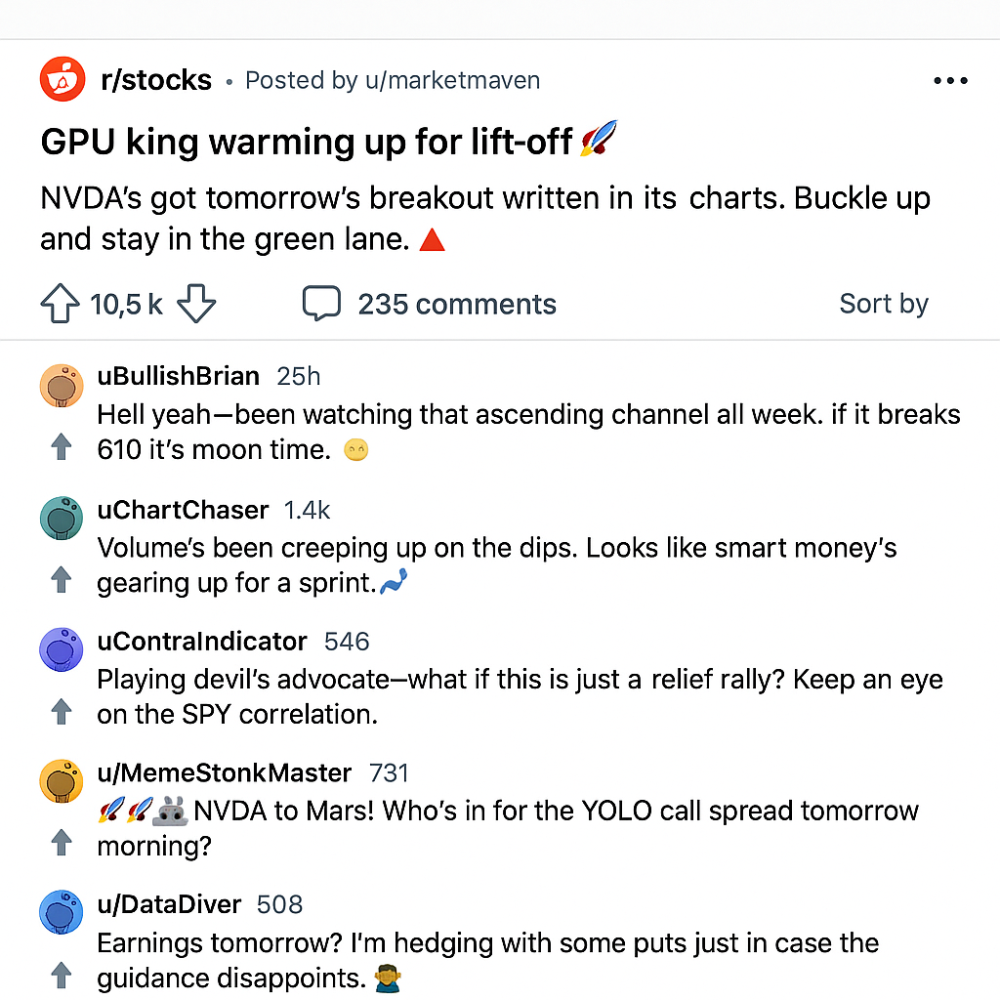 r/stocks • Posted by u/marketmaven
GPU king warming up for lift-off 🚀
NVDA's got tomorrow's breakout written in its charts. Buckle up
and stay in the green lane. 🔺
10,5 k 235 comments Sort by
uBullishBrian 25h
Hell yeah—been watching that ascending channel all week. if it breaks
610 it's moon time. 😁
uChartChaser 1.4k
Volume's been creeping up on the dips. Looks like smart money's
gearing up for a sprint.
uContraIndicator 546
Playing devil's advocate—what if this is just a relief rally? Keep an eye
on the SPY correlation.
u/MemeStonkMaster 731
🚀🚀 NVDA to Mars! Who's in for the YOLO call spread tomorrow
morning?
u/DataDiver 508
Earnings tomorrow? I'm hedging with some puts just in case the
guidance disappoints.